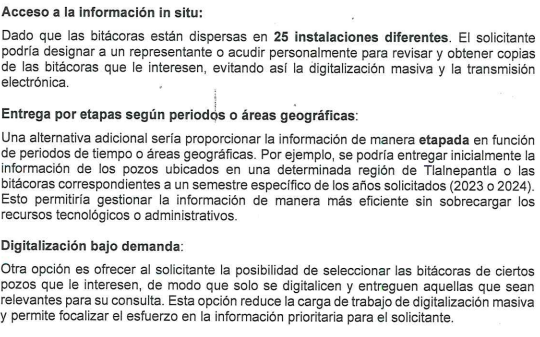 Acceso a la información in situ:
Dado que las bitácoras están dispersas en 25 instalaciones diferentes. El solicitante
podría designar a un representante o acudir personalmente para revisar y obtener copias
de las bitácoras que le interesen, evitando así la digitalización masiva y la transmisión
electrónica.
Entrega por etapas según periodos o áreas geográficas:
Una alternativa adicional sería proporcionar la información de manera etapada en función
de periodos de tiempo o áreas geográficas. Por ejemplo, se podría entregar inicialmente la
información de los pozos ubicados en una determinada región de Tlalnepantla o las
bitácoras correspondientes a un semestre específico de los años solicitados (2023 o 2024).
Esto permitiría gestionar la información de manera más eficiente sin sobrecargar los
recursos tecnológicos o administrativos.
Digitalización bajo demanda:
Otra opción es ofrecer al solicitante la posibilidad de seleccionar las bitácoras de ciertos
pozos que le interesen, de modo que solo se digitalicen y entreguen aquellas que sean
relevantes para su consulta. Esta opción reduce la carga de trabajo de digitalización masiva
y permite focalizar el esfuerzo en la información prioritaria para el solicitante.